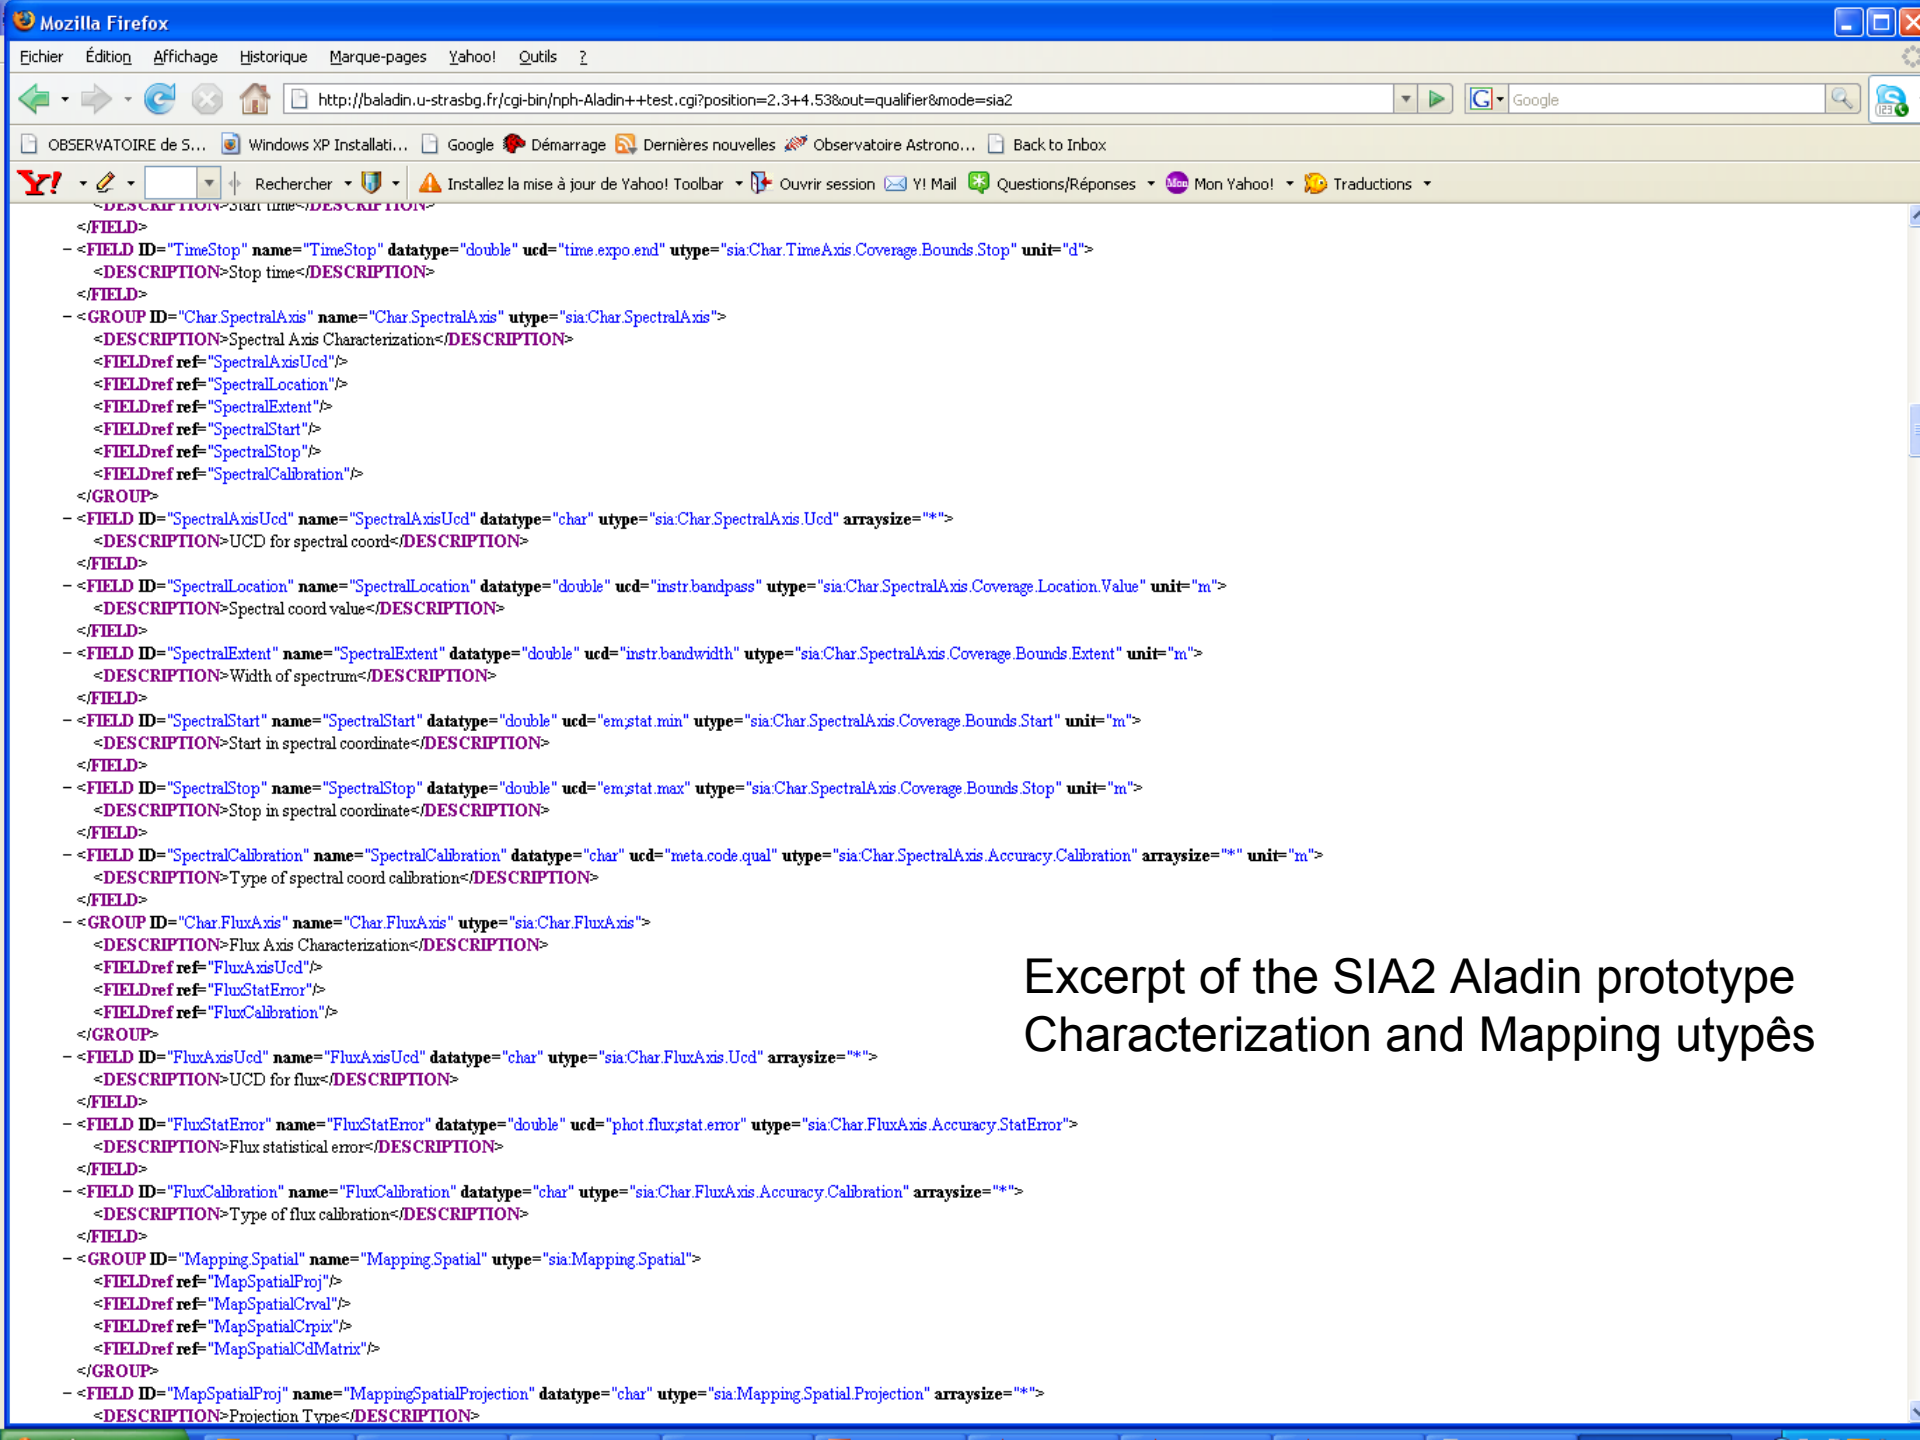 Mozilla Firefox
Fichier Édition Affichage Historique Marque-pages Yahoo! Outils ?
http://baladin.u-strasbg.fr/cgi-bin/nph-Aladin++test.cgi?position=2.3+4.53&out=qualifier&mode=sia2 G Google
OBSERVATOIRE de S... Windows XP Installati... Google Démarrage Dernières nouvelles Observatoire Astrono... Back to Inbox
Y! Rechercher Installez la mise à jour de Yahoo! Toolbar Ouvrir session Y! Mail Questions/Réponses Mon Mon Yahoo! Traductions
<DESCRIPTION>Start time</DESCRIPTION>
</FIELD>
– <FIELD ID="TimeStop" name="TimeStop" datatype="double" ucd="time.expo.end" utype="sia:Char.TimeAxis.Coverage.Bounds.Stop" unit="d">
<DESCRIPTION>Stop time</DESCRIPTION>
</FIELD>
– <GROUP ID="Char.SpectralAxis" name="Char.SpectralAxis" utype="sia:Char.SpectralAxis">
<DESCRIPTION>Spectral Axis Characterization</DESCRIPTION>
<FIELDref ref="SpectralAxisUcd"/>
<FIELDref ref="SpectralLocation"/>
<FIELDref ref="SpectralExtent"/>
<FIELDref ref="SpectralStart"/>
<FIELDref ref="SpectralStop"/>
<FIELDref ref="SpectralCalibration"/>
</GROUP>
– <FIELD ID="SpectralAxisUcd" name="SpectralAxisUcd" datatype="char" utype="sia:Char.SpectralAxis.Ucd" arraysize="*">
<DESCRIPTION>UCD for spectral coord</DESCRIPTION>
</FIELD>
– <FIELD ID="SpectralLocation" name="SpectralLocation" datatype="double" ucd="instr.bandpass" utype="sia:Char.SpectralAxis.Coverage.Location.Value" unit="m">
<DESCRIPTION>Spectral coord value</DESCRIPTION>
</FIELD>
– <FIELD ID="SpectralExtent" name="SpectralExtent" datatype="double" ucd="instr.bandwidth" utype="sia:Char.SpectralAxis.Coverage.Bounds.Extent" unit="m">
<DESCRIPTION>Width of spectrum</DESCRIPTION>
</FIELD>
– <FIELD ID="SpectralStart" name="SpectralStart" datatype="double" ucd="em;stat.min" utype="sia:Char.SpectralAxis.Coverage.Bounds.Start" unit="m">
<DESCRIPTION>Start in spectral coordinate</DESCRIPTION>
</FIELD>
– <FIELD ID="SpectralStop" name="SpectralStop" datatype="double" ucd="em;stat.max" utype="sia:Char.SpectralAxis.Coverage.Bounds.Stop" unit="m">
<DESCRIPTION>Stop in spectral coordinate</DESCRIPTION>
</FIELD>
– <FIELD ID="SpectralCalibration" name="SpectralCalibration" datatype="char" ucd="meta.code.qual" utype="sia:Char.SpectralAxis.Accuracy.Calibration" arraysize="*" unit="m">
<DESCRIPTION>Type of spectral coord calibration</DESCRIPTION>
</FIELD>
– <GROUP ID="Char.FluxAxis" name="Char.FluxAxis" utype="sia:Char.FluxAxis">
<DESCRIPTION>Flux Axis Characterization</DESCRIPTION>
<FIELDref ref="FluxAxisUcd"/>
<FIELDref ref="FluxStatError"/>
<FIELDref ref="FluxCalibration"/>
</GROUP>
– <FIELD ID="FluxAxisUcd" name="FluxAxisUcd" datatype="char" utype="sia:Char.FluxAxis.Ucd" arraysize="*">
<DESCRIPTION>UCD for flux</DESCRIPTION>
</FIELD>
– <FIELD ID="FluxStatError" name="FluxStatError" datatype="double" ucd="phot.flux;stat.error" utype="sia:Char.FluxAxis.Accuracy.StatError">
<DESCRIPTION>Flux statistical error</DESCRIPTION>
</FIELD>
– <FIELD ID="FluxCalibration" name="FluxCalibration" datatype="char" utype="sia:Char.FluxAxis.Accuracy.Calibration" arraysize="*">
<DESCRIPTION>Type of flux calibration</DESCRIPTION>
</FIELD>
– <GROUP ID="Mapping.Spatial" name="Mapping.Spatial" utype="sia:Mapping.Spatial">
<FIELDref ref="MapSpatialProj"/>
<FIELDref ref="MapSpatialCrval"/>
<FIELDref ref="MapSpatialCrpix"/>
<FIELDref ref="MapSpatialCdMatrix"/>
</GROUP>
– <FIELD ID="MapSpatialProj" name="MappingSpatialProjection" datatype="char" utype="sia:Mapping.Spatial.Projection" arraysize="*">
<DESCRIPTION>Projection Type</DESCRIPTION>
Excerpt of the SIA2 Aladin prototype
Characterization and Mapping utypês